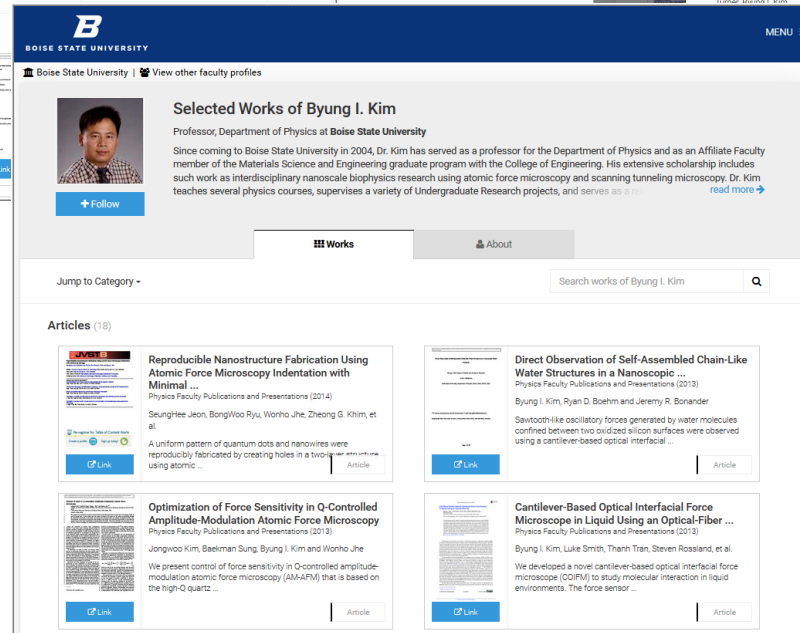 Turner, Byung I. Kim
B
BOISE STATE UNIVERSITY
MENU
Boise State University | View other faculty profiles
Selected Works of Byung I. Kim
Professor, Department of Physics at Boise State University
Since coming to Boise State University in 2004, Dr. Kim has served as a professor for the Department of Physics and as an Affiliate Faculty
member of the Materials Science and Engineering graduate program with the College of Engineering. His extensive scholarship includes
such work as interdisciplinary nanoscale biophysics research using atomic force microscopy and scanning tunneling microscopy. Dr. Kim
teaches several physics courses, supervises a variety of Undergraduate Research projects, and serves as a
read more
+ Follow
Works
About
Jump to Category
Search works of Byung I. Kim
Articles (18)
JVSTB
Link
Reproducible Nanostructure Fabrication Using
Atomic Force Microscopy Indentation with
Minimal ...
Physics Faculty Publications and Presentations (2014)
SeungHee Jeon, BongWoo Ryu, Wonho Jhe, Zheong G. Khim, et
al.
A uniform pattern of quantum dots and nanowires were
reproducibly fabricated by creating holes in a two-layer structure
using atomic ...
Article
Link
Direct Observation of Self-Assembled Chain-Like
Water Structures in a Nanoscopic ...
Physics Faculty Publications and Presentations (2013)
Byung I. Kim, Ryan D. Boehm and Jeremy R. Bonander
Sawtooth-like oscillatory forces generated by water molecules
confined between two oxidized silicon surfaces were observed
using a cantilever-based optical interfacial ...
Article
Link
Optimization of Force Sensitivity in Q-Controlled
Amplitude-Modulation Atomic Force Microscopy
Physics Faculty Publications and Presentations (2013)
Jongwoo Kim, Baekman Sung, Byung I. Kim and Wonho Jhe
We present control of force sensitivity in Q-controlled amplitude-
modulation atomic force microscopy (AM-AFM) that is based on
the high-Q quartz ...
Article
Link
Cantilever-Based Optical Interfacial Force
Microscope in Liquid Using an Optical-Fiber ...
Physics Faculty Publications and Presentations (2013)
Byung I. Kim, Luke Smith, Thanh Tran, Steven Rossland, et al.
We developed a novel cantilever-based optical interfacial force
microscope (COIFM) to study molecular interaction in liquid
environments. The force sensor ...
Article